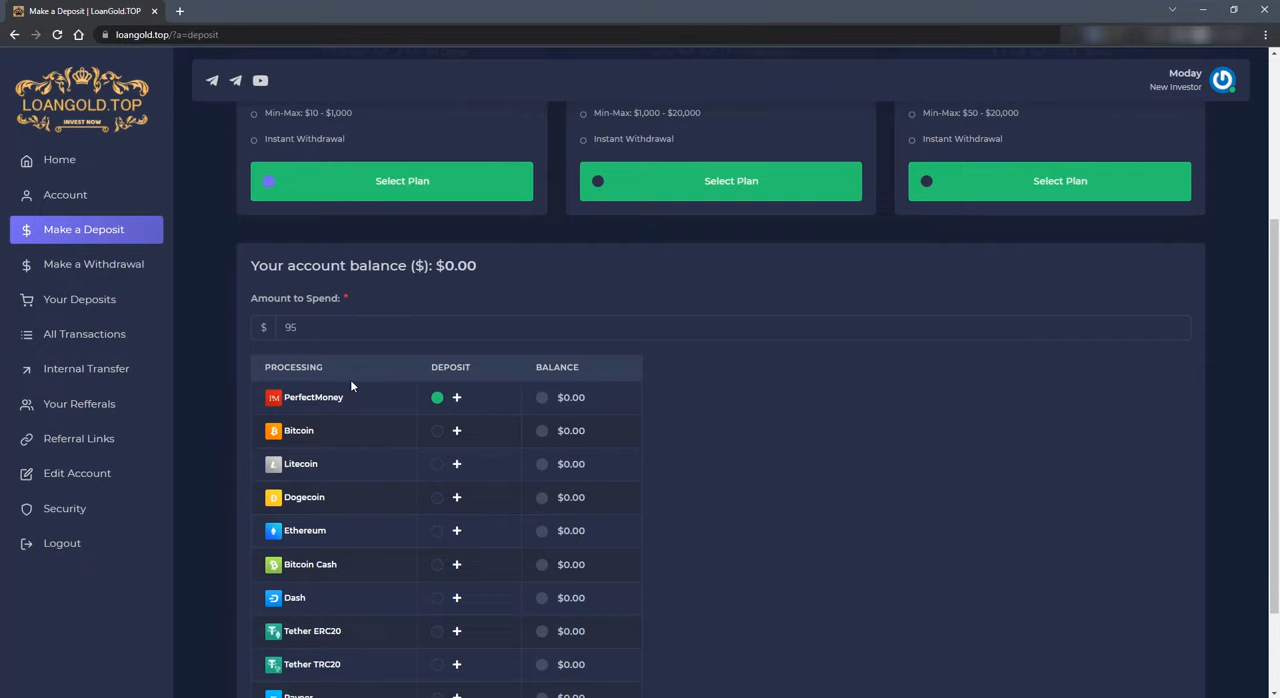 Make a Deposit | LoanGold.TOP
loangold.top/?a=deposit
LOANGOLD.TOP
INVEST NOW
Moday
New Investor
Home
Account
Make a Deposit
Make a Withdrawal
Your Deposits
All Transactions
Internal Transfer
Your Refferals
Referral Links
Edit Account
Security
Logout
Min-Max: $10 - $1,000
Instant Withdrawal
Select Plan
Min-Max: $1,000 - $20,000
Instant Withdrawal
Select Plan
Min-Max: $50 - $20,000
Instant Withdrawal
Select Plan
Your account balance ($): $0.00
Amount to Spend: *
$ 95
PROCESSING DEPOSIT BALANCE
PerfectMoney $0.00
Bitcoin $0.00
Litecoin $0.00
Dogecoin $0.00
Ethereum $0.00
Bitcoin Cash $0.00
Dash $0.00
Tether ERC20 $0.00
Tether TRC20 $0.00